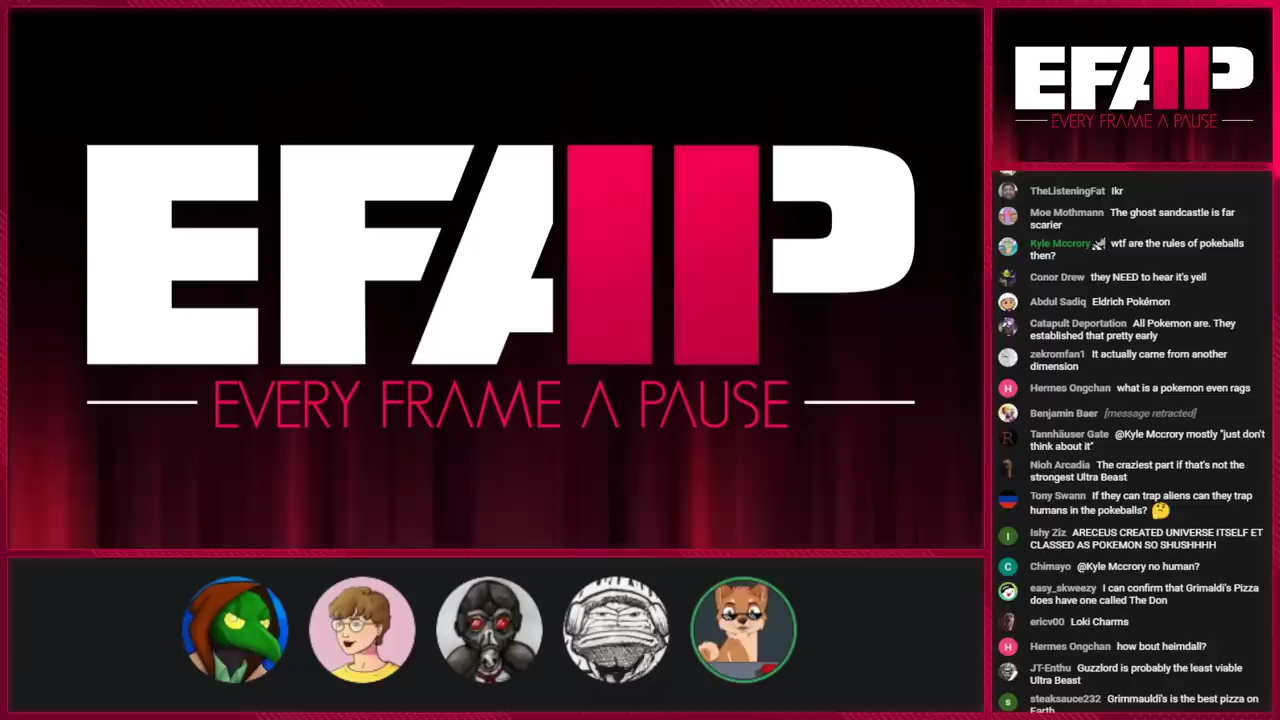 EFAP
EVERY FRAME A PAUSE
EFAP
EVERY FRAME A PAUSE
TheListeningFat Ikr
Moe Mothmann The ghost sandcastle is far
scarier
Kyle Mccrory wtf are the rules of pokeballs
then?
Conor Drew they NEED to hear it's yell
Abdul Sadiq Eldrich Pokémon
Catapult Deportation All Pokemon are. They
established that pretty early
zekromfan1 It actually came from another
dimension
Hermes Ongchan what is a pokemon even rags
Benjamin Baer [message retracted]
Tannhäuser Gate @Kyle Mccrory mostly "just don't
think about it"
Nioh Arcadia The craziest part if that's not the
strongest Ultra Beast
Tony Swann If they can trap aliens can they trap
humans in the pokeballs? 🤔
Ishy Ziz ARECEUS CREATED UNIVERSE ITSELF ET
CLASSED AS POKEMON SO SHUSHHHH
Chimayo @Kyle Mccrory no human?
easy_skweezy I can confirm that Grimaldi's Pizza
does have one called The Don
ericv00 Loki Charms
Hermes Ongchan how bout heimdall?
JT-Enthu Guzzlord is probably the least viable
Ultra Beast
steaksauce232 Grimmauldi's is the best pizza on
Earth